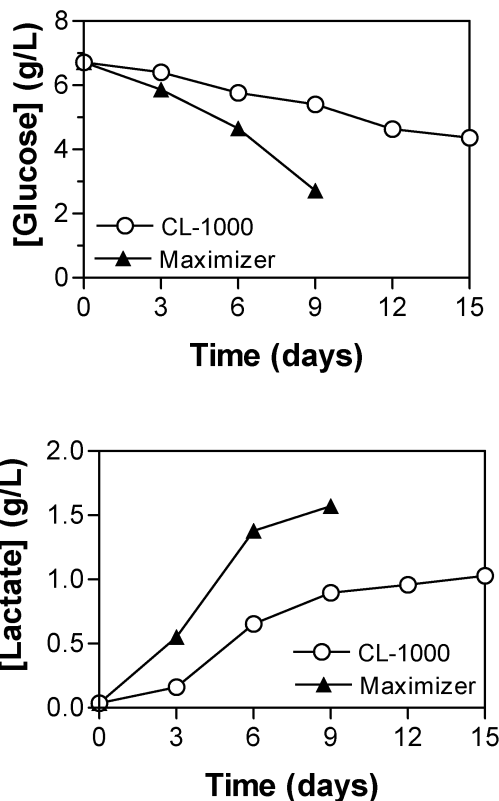 [Glucose] (g/L)
8
6
4
2
0
CL-1000
Maximizer
0 3 6 9 12 15
Time (days)
[Lactate] (g/L)
2.0
1.5
1.0
0.5
0.0
CL-1000
Maximizer
0 3 6 9 12 15
Time (days)